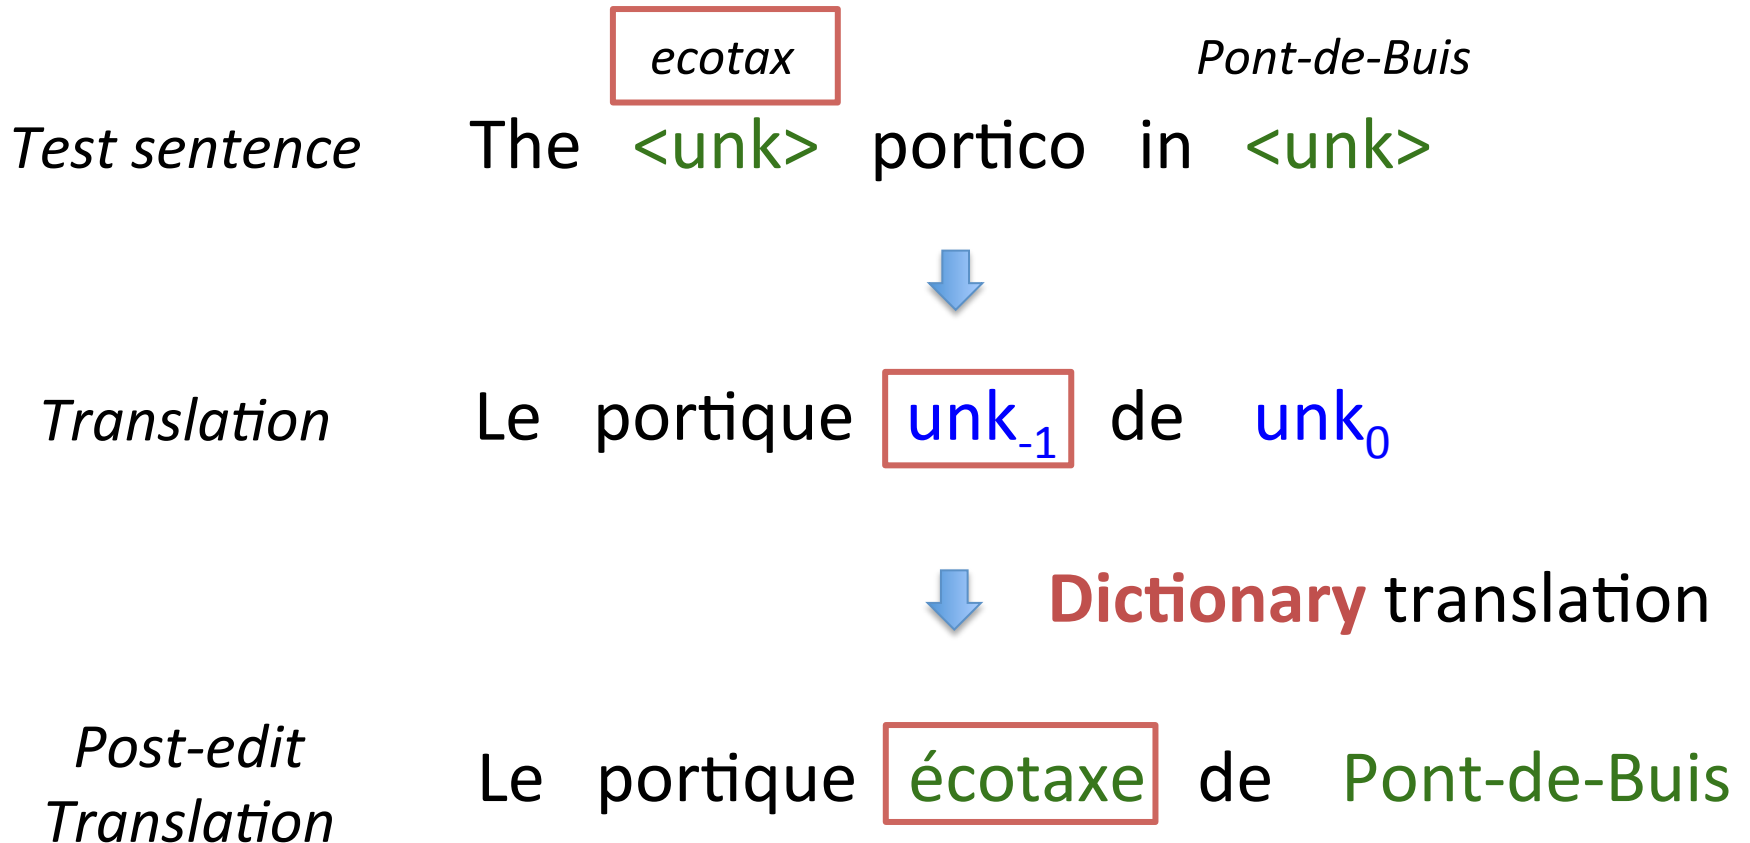 ecotax Pont-de-Buis
Test sentence The <unk> portico in <unk>
Translation Le portique unk-1 de unk0
Dictionary translation
Post-edit
Translation
Le portique écotaxe de Pont-de-Buis